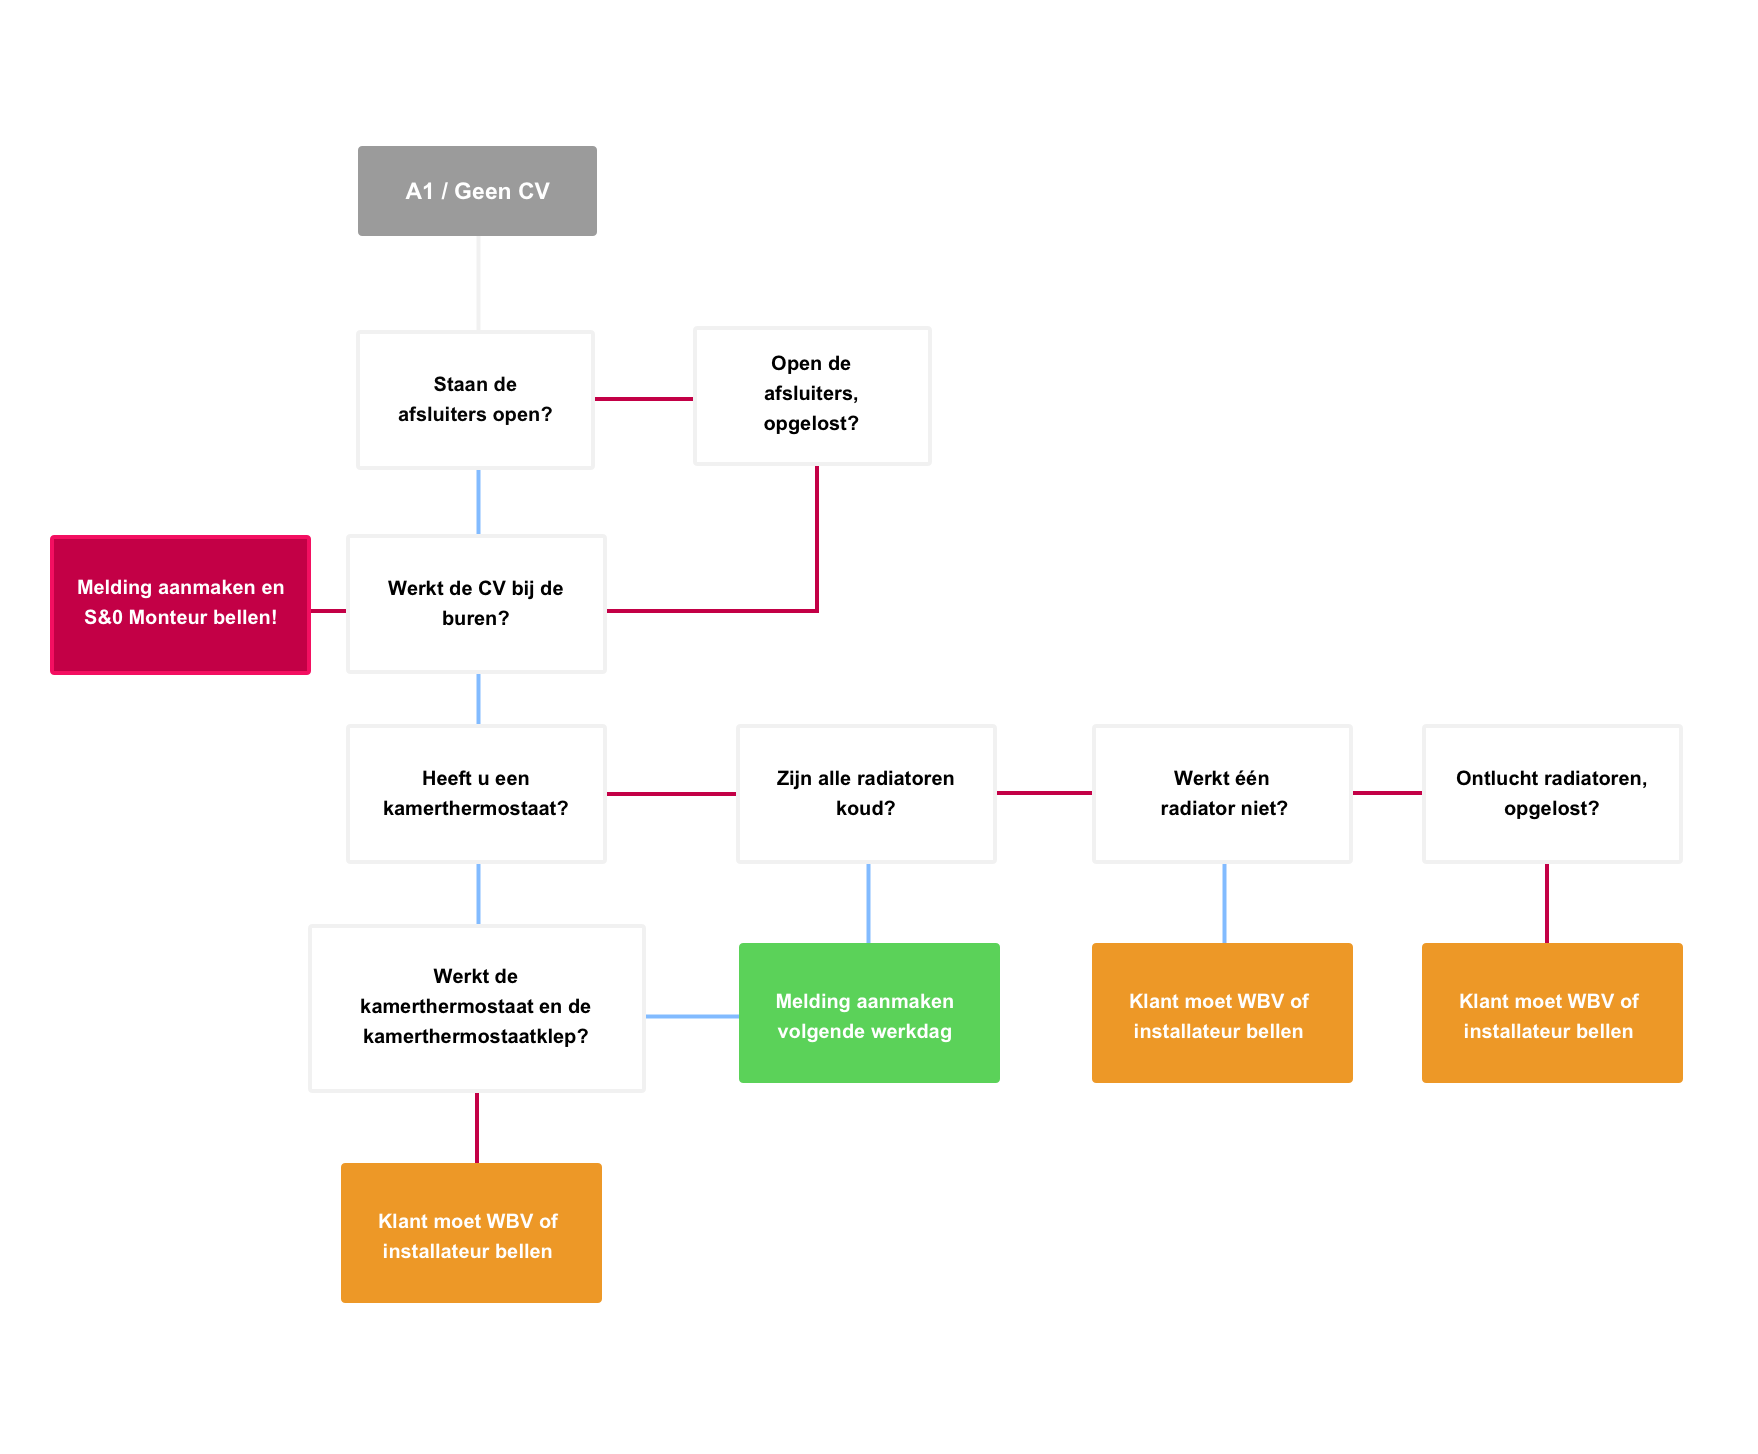 A1 / Geen CV
Staan de
afsluiters open?
Open de
afsluiters,
opgelost?
Melding aanmaken en
S&0 Monteur bellen!
Werkt de CV bij de
buren?
Heeft u een
kamerthermostaat?
Zijn alle radiatoren
koud?
Werkt één
radiator niet?
Ontlucht radiatoren,
opgelost?
Werkt de
kamerthermostaat en de
kamerthermostaatklep?
Melding aanmaken
volgende werkdag
Klant moet WBV of
installateur bellen
Klant moet WBV of
installateur bellen
Klant moet WBV of
installateur bellen